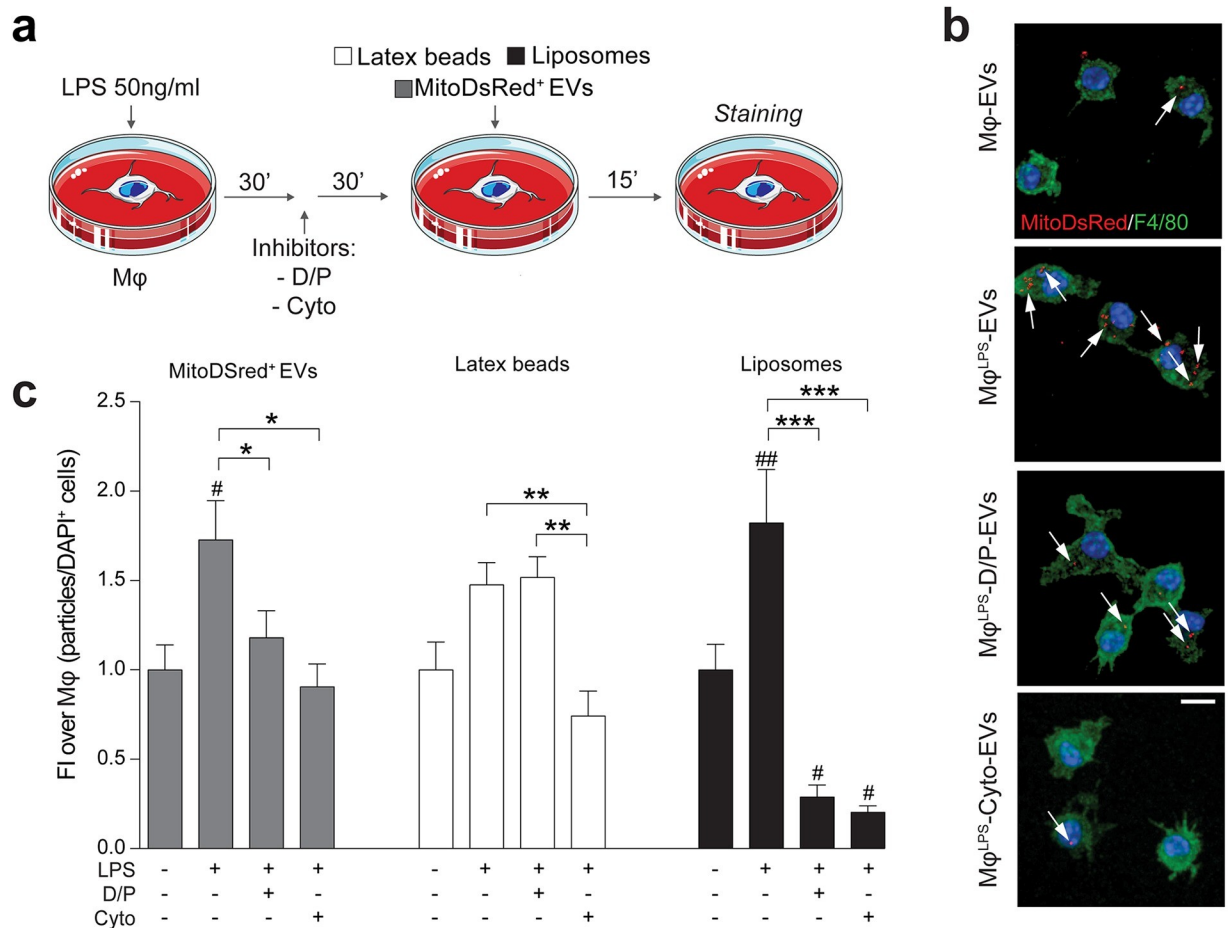 a
Latex beads Liposomes
LPS 50ng/ml
MitoDsRed⁺ EVs
Staining
30’
30’
15’
Inhibitors:
- D/P
- Cyto
Mφ
b
Mφ-EVs
MitoDsRed/F4/80
Mφᴸᴾˢ-EVs
Mφᴸᴾˢ-D/P-EVs
Mφᴸᴾˢ-Cyto-EVs
c
MitoDSred⁺ EVs
Latex beads
Liposomes
FI over Mφ (particles/DAPI⁺ cells)
2.5
2.0
1.5
1.0
0.5
0.0
# * *
** **
## *** *** # #
LPS - + + + - + + + - + + +
D/P - - + - - - + - - - + -
Cyto - - - + - - - + - - - +